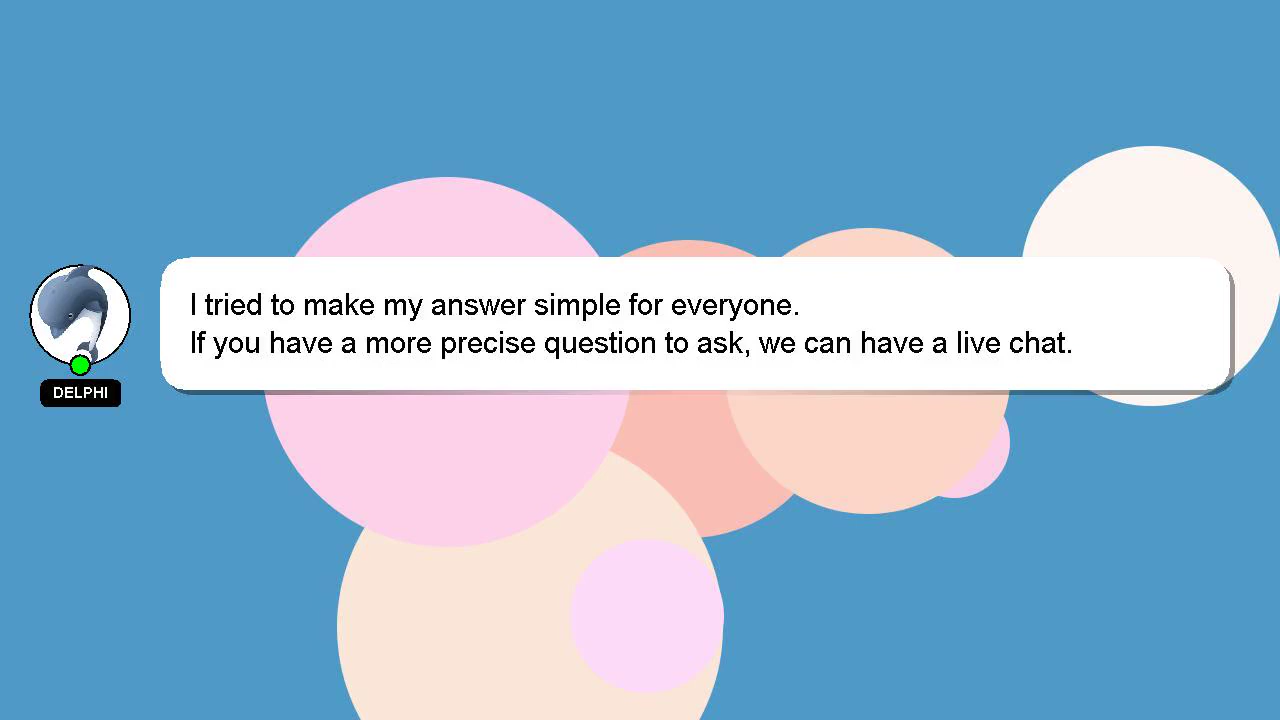 I tried to make my answer simple for everyone.
If you have a more precise question to ask, we can have a live chat.
DELPHI